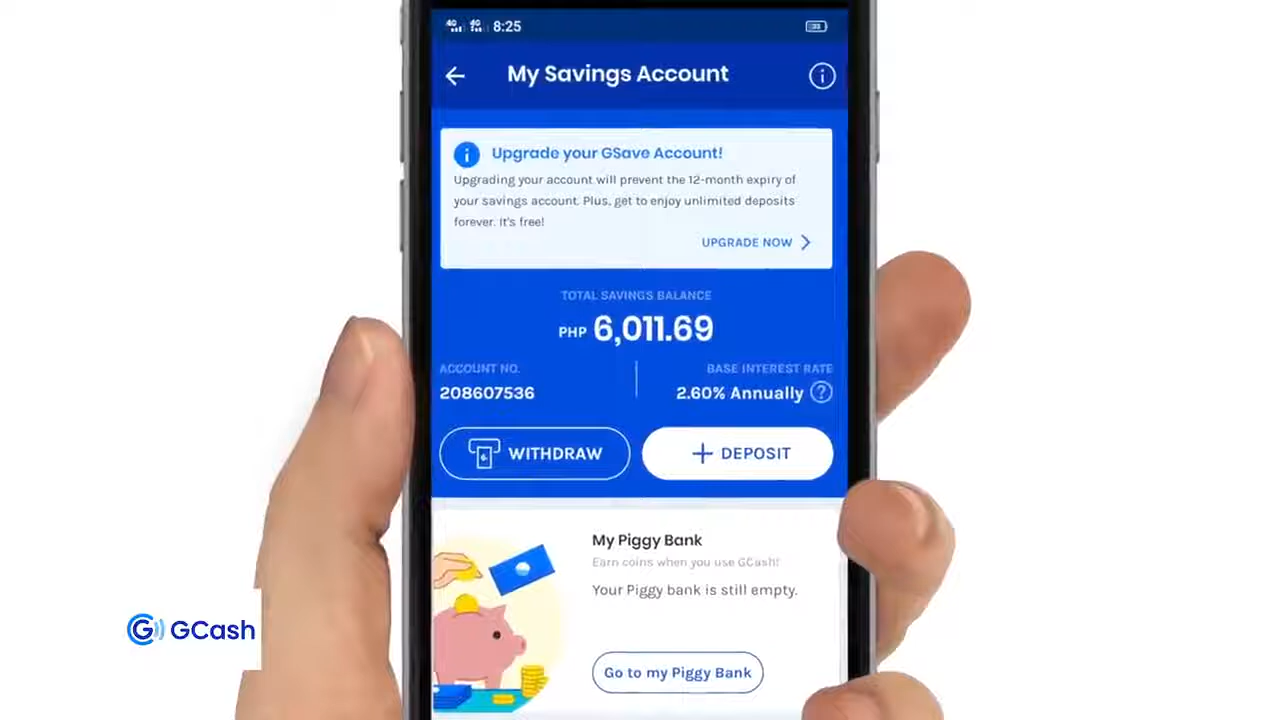 4G 4G 8:25 33
My Savings Account
Upgrade your GSave Account!
Upgrading your account will prevent the 12-month expiry of
your savings account. Plus, get to enjoy unlimited deposits
forever. It's free!
UPGRADE NOW
TOTAL SAVINGS BALANCE
PHP 6,011.69
ACCOUNT NO.
BASE INTEREST RATE
208607536
2.60% Annually
WITHDRAW
DEPOSIT
My Piggy Bank
Earn coins when you use GCash!
Your Piggy bank is still empty.
GCash
Go to my Piggy Bank